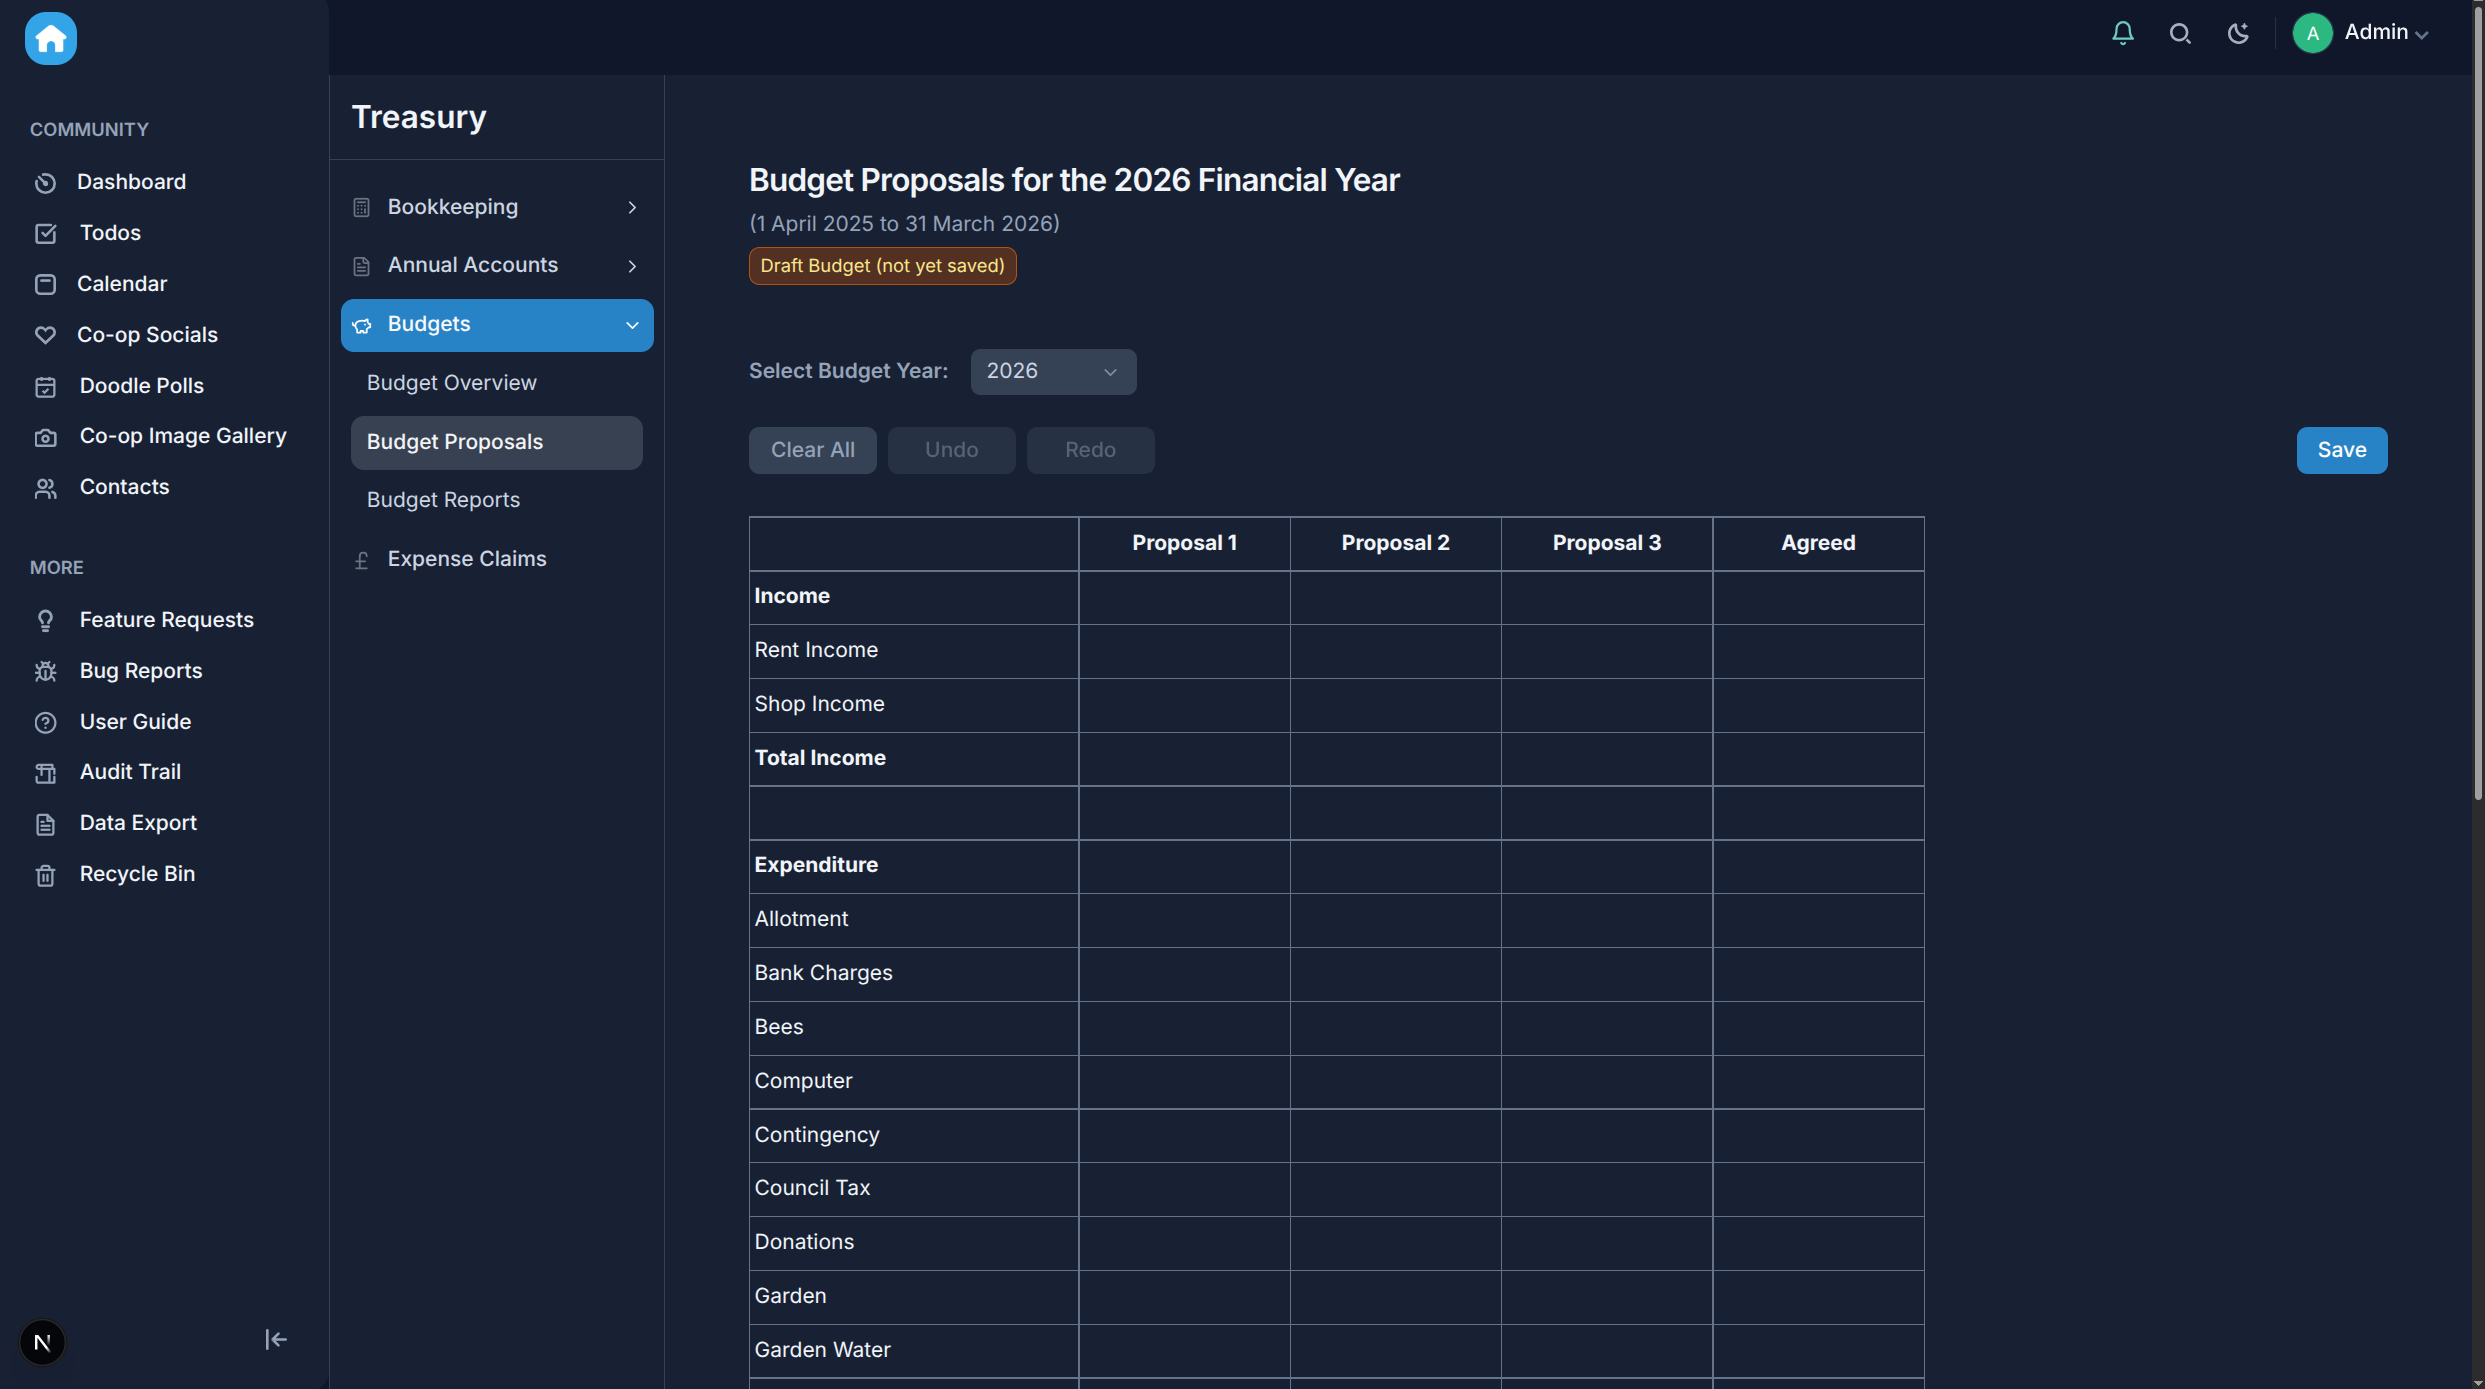 Admin
A
COMMUNITY
Dashboard
Todos
Calendar
Co-op Socials
Doodle Polls
Co-op Image Gallery
Contacts
MORE
Feature Requests
Bug Reports
User Guide
Audit Trail
Data Export
Recycle Bin
N
Treasury
Bookkeeping
Annual Accounts
Budgets
Budget Overview
Budget Proposals
Budget Reports
Expense Claims
Budget Proposals for the 2026 Financial Year
(1 April 2025 to 31 March 2026)
Draft Budget (not yet saved)
Select Budget Year: 2026
Clear All Undo Redo Save
Proposal 1 Proposal 2 Proposal 3 Agreed
Income
Rent Income
Shop Income
Total Income
Expenditure
Allotment
Bank Charges
Bees
Computer
Contingency
Council Tax
Donations
Garden
Garden Water